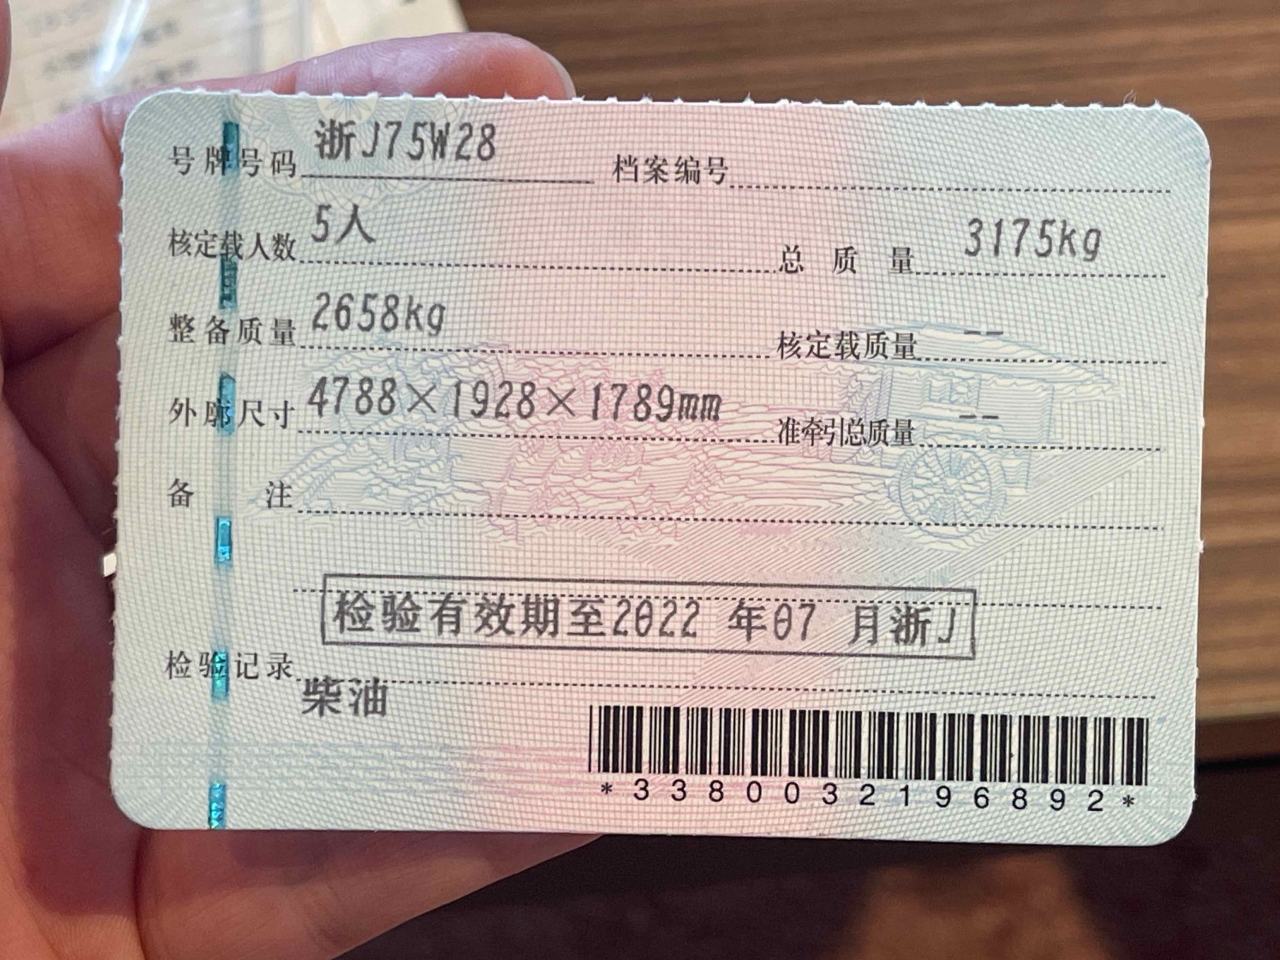 号牌号码 浙J75W28 档案编号
核定载人数 5人 总质量 3175kg
整备质量 2658kg 核定载质量 --
外廓尺寸 4788×1928×1789mm 准牵引总质量 --
备注
检验有效期至2022 年07 月浙J
检验记录
柴油
*3380032196892*